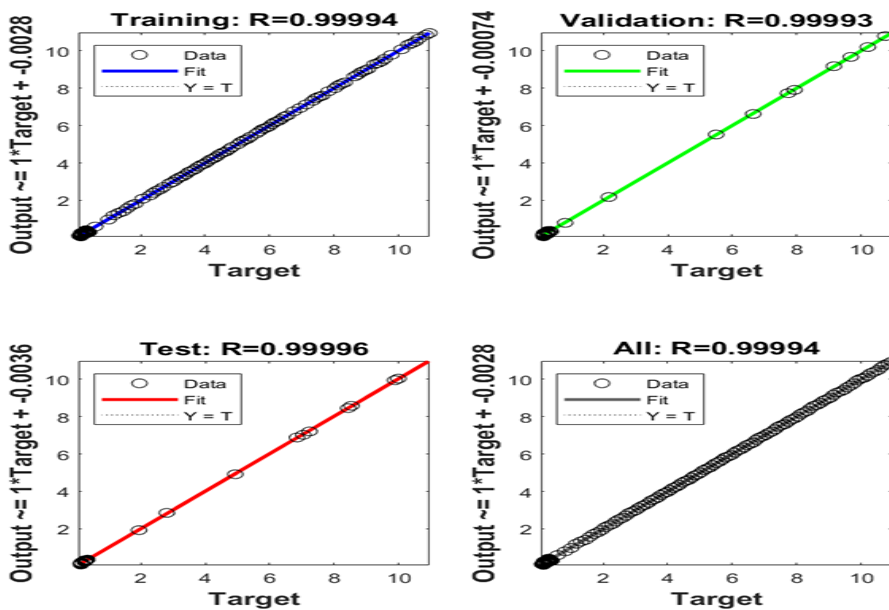 Training: R=0.99994
Output ~= 1*Target + -0.0028
10
8
6
4
2
Data
Fit
Y = T
2
4
6
8
10
Target
Validation: R=0.99993
Output ~= 1*Target + -0.00074
10
8
6
4
2
Data
Fit
Y = T
2
4
6
8
10
Target
Test: R=0.99996
Output ~= 1*Target + -0.0036
10
8
6
4
2
Data
Fit
Y = T
2
4
6
8
10
Target
All: R=0.99994
Output ~= 1*Target + -0.0028
10
8
6
4
2
Data
Fit
Y = T
2
4
6
8
10
Target